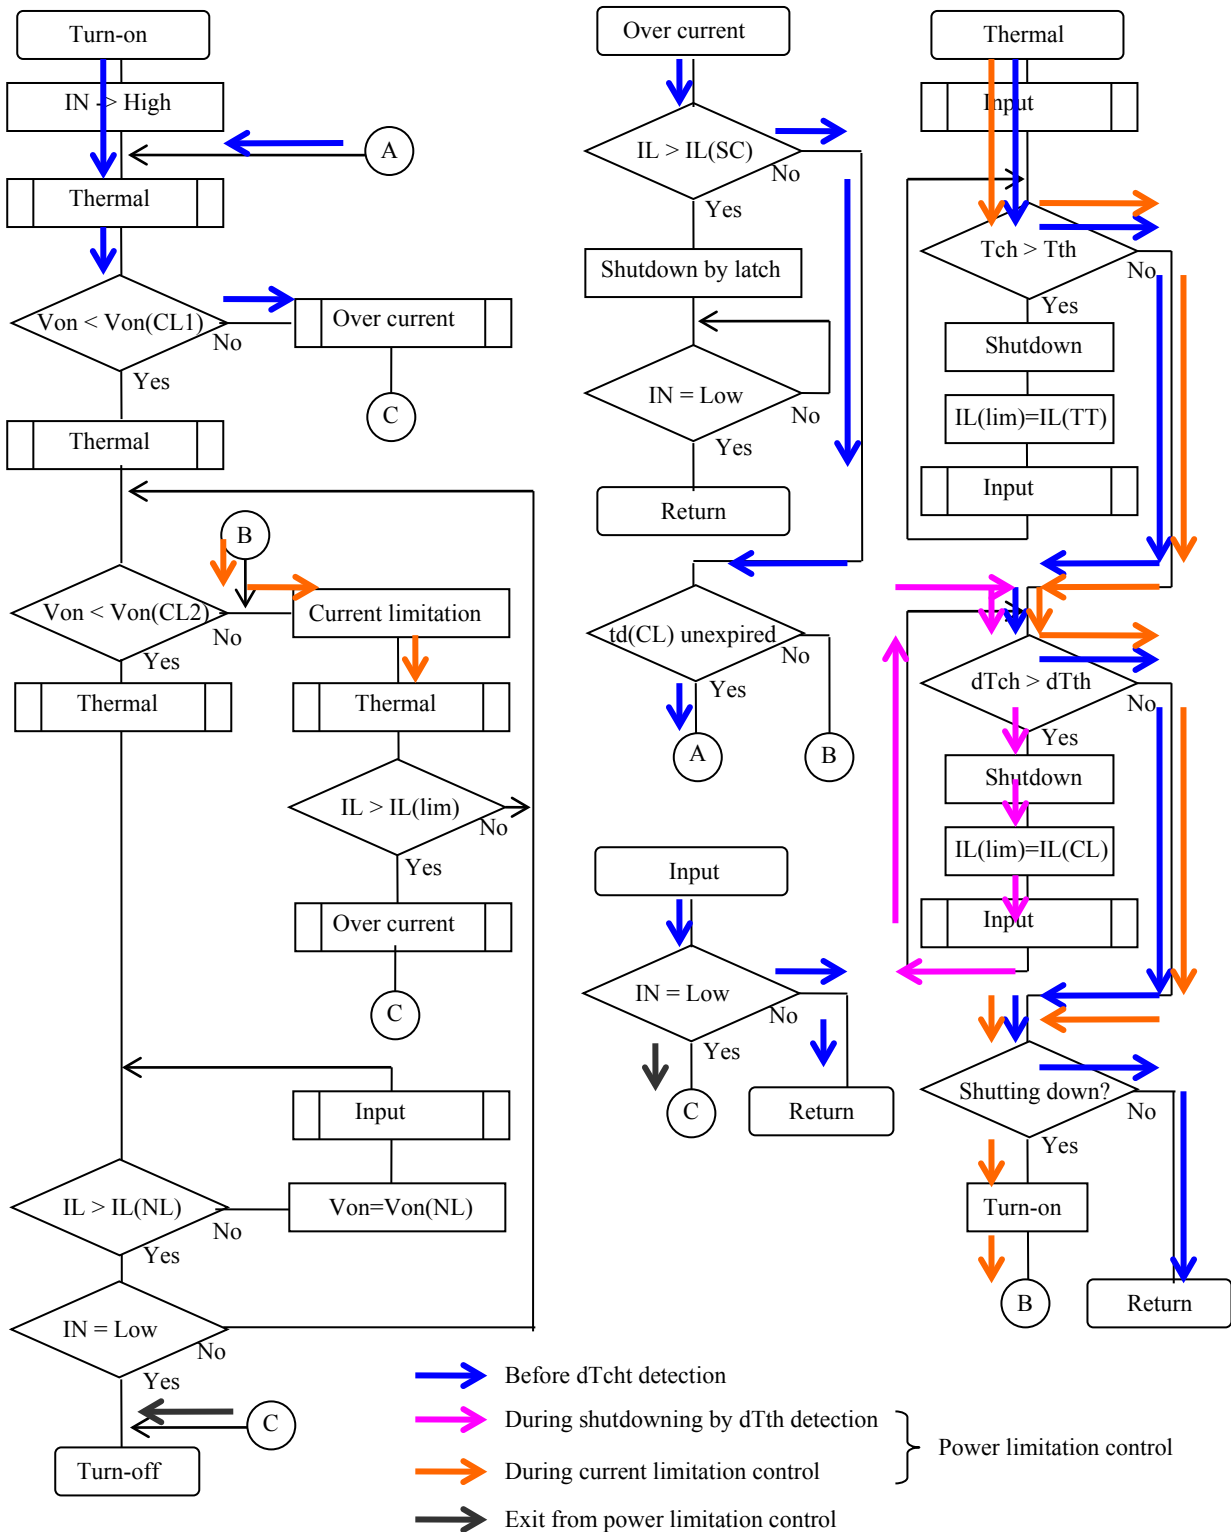 Turn-on
IN -> High
A
Thermal
Von < Von(CL1)
No
Yes
Over current
C
Thermal
B
Von < Von(CL2)
No
Yes
Current limitation
Thermal
Thermal
IL > IL(lim)
No
Yes
Over current
C
Input
Von=Von(NL)
IL > IL(NL)
No
Yes
IN = Low
No
Yes
C
Turn-off
Over current
IL > IL(SC)
No
Yes
Shutdown by latch
IN = Low
No
Yes
Return
td(CL) unexpired
No
Yes
A
B
Input
IN = Low
No
Yes
C
Return
Thermal
Input
Tch > Tth
No
Yes
Shutdown
IL(lim)=IL(TT)
Input
dTch > dTth
No
Yes
Shutdown
IL(lim)=IL(CL)
Input
Shutting down?
No
Yes
Turn-on
B
Return
Before dTcht detection
During shutdowning by dTth detection
During current limitation control
Power limitation control
Exit from power limitation control